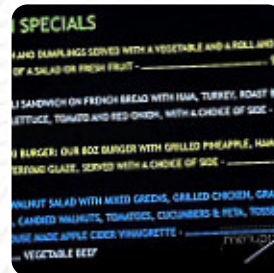 SPECIALS
AND DUMPLINGS SERVED WITH A VEGETABLE AND A ROLL AND
OF A SALAD OR FRESH FRUIT -
SANDWICH ON FRENCH BREAD WITH HAM, TURKEY, ROAST
LETTUCE, TOMATO AND RED ONION, WITH A CHOICE OF SIDE -
BURGER: OUR 8OZ BURGER WITH GRILLED PINEAPPLE, HAM
GLAZE, SERVED WITH A CHOICE OF SIDE -
WALNUT SALAD WITH MIXED GREENS, GRILLED CHICKEN,
CANDIED WALNUTS, TOMATOES, CUCUMBERS & FETA,
MADE APPLE CIDER VINAIGRETTE -
VEGETABLE BEEF